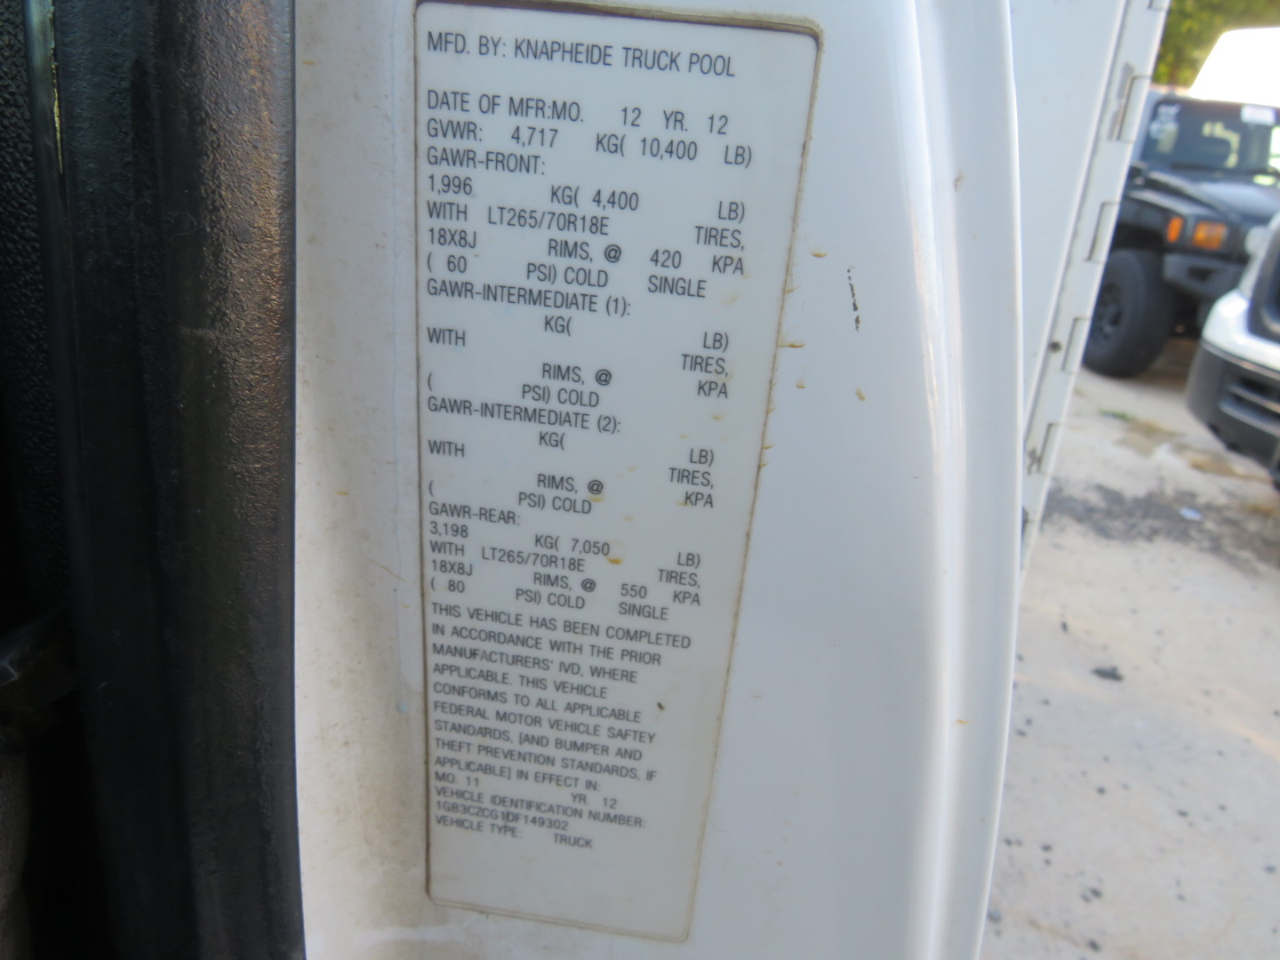 MFD. BY: KNAPHEIDE TRUCK POOL
DATE OF MFR:MO. 12 YR. 12
GVWR: 4,717 KG( 10,400 LB)
GAWR-FRONT:
1,996 KG( 4,400 LB)
WITH LT265/70R18E TIRES,
18X8J RIMS, @ 420 KPA
( 60 PSI) COLD SINGLE
GAWR-INTERMEDIATE (1):
KG( LB)
WITH TIRES,
RIMS, @ KPA
( PSI) COLD
GAWR-INTERMEDIATE (2):
KG( LB)
WITH TIRES,
RIMS, @ KPA
( PSI) COLD
GAWR-REAR:
3,198 KG( 7,050 LB)
WITH LT265/70R18E TIRES,
18X8J RIMS, @ 550 KPA
( 80 PSI) COLD SINGLE
THIS VEHICLE HAS BEEN COMPLETED
IN ACCORDANCE WITH THE PRIOR
MANUFACTURERS' IVD, WHERE
APPLICABLE. THIS VEHICLE
CONFORMS TO ALL APPLICABLE
FEDERAL MOTOR VEHICLE SAFTEY
STANDARDS, [AND BUMPER AND
THEFT PREVENTION STANDARDS, IF
APPLICABLE] IN EFFECT IN:
MO. 11 YR. 12
VEHICLE IDENTIFICATION NUMBER:
1GB3CZCG1DF149302
VEHICLE TYPE: TRUCK